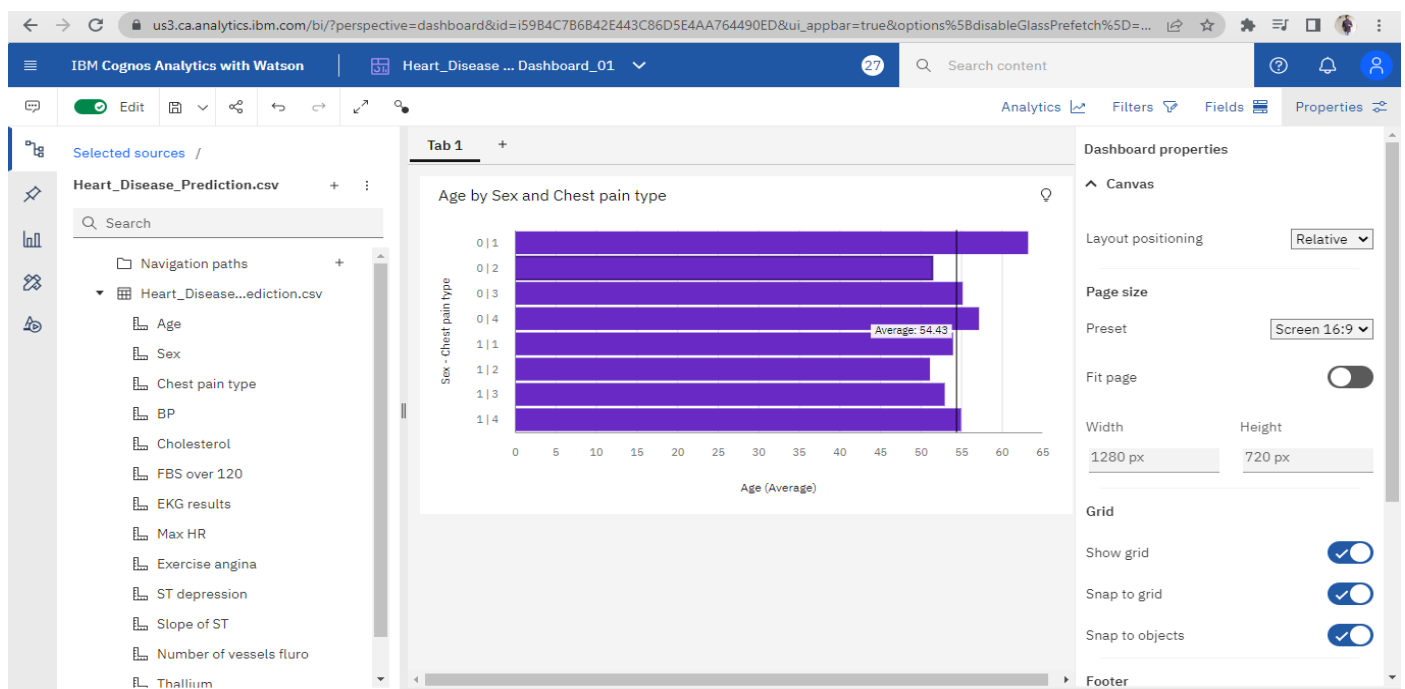 us3.ca.analytics.ibm.com/bi/?perspective=dashboard&id=i59B4C7B6B42E443C86D5E4AA764490ED&ui_appbar=true&options%5BdisableGlassPrefetch%5D=...
IBM Cognos Analytics with Watson
Heart_Disease ... Dashboard_01
27
Search content
Edit
Analytics
Filters
Fields
Properties
Selected sources /
Heart_Disease_Prediction.csv
Search
Navigation paths
Heart_Disease...ediction.csv
Age
Sex
Chest pain type
BP
Cholesterol
FBS over 120
EKG results
Max HR
Exercise angina
ST depression
Slope of ST
Number of vessels fluro
Thallium
Tab 1
Age by Sex and Chest pain type
Sex - Chest pain type
0|1
0|2
0|3
0|4
1|1
1|2
1|3
1|4
Average: 54.43
0 5 10 15 20 25 30 35 40 45 50 55 60 65
Age (Average)
Dashboard properties
Canvas
Layout positioning
Relative
Page size
Preset
Screen 16:9
Fit page
Width Height
1280 px 720 px
Grid
Show grid
Snap to grid
Snap to objects
Footer